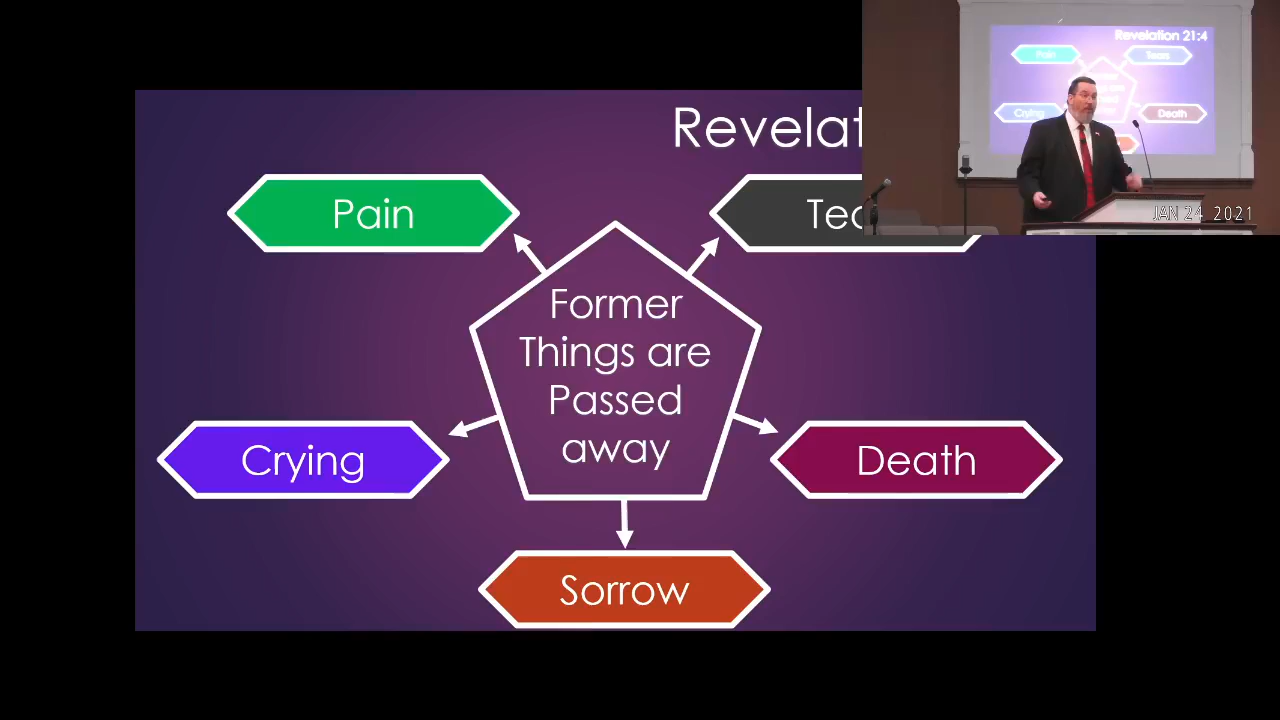 Revelat
Pain
Tea
Former
Things are
Passed
away
Crying
Death
Sorrow
Revelation 21:4
Pain
Tears
Crying
Death
JAN 24, 2021